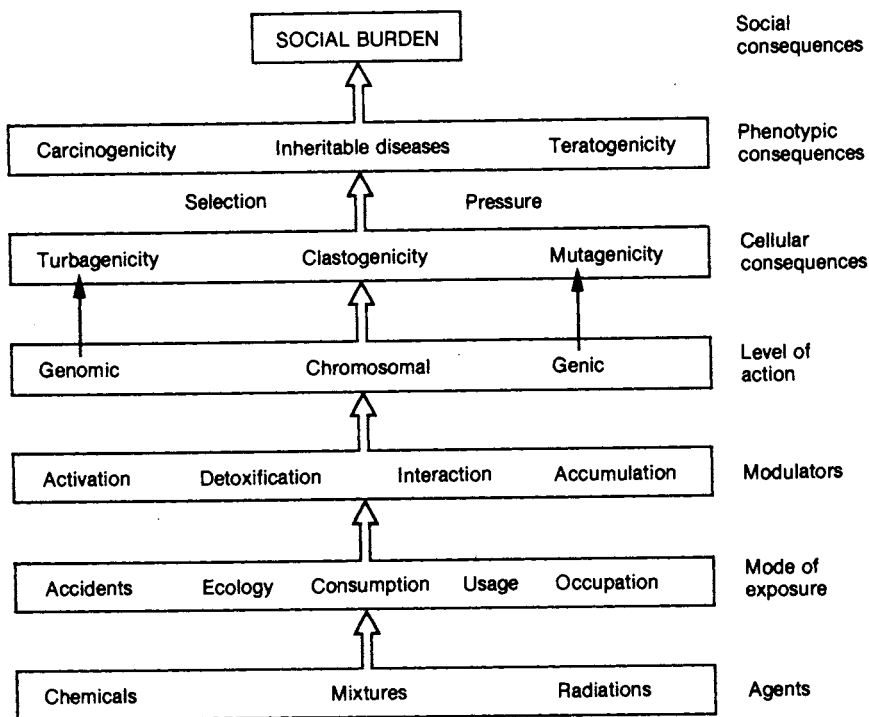 SOCIAL BURDEN
Social
consequences
Carcinogenicity Inheritable diseases Teratogenicity
Phenotypic
consequences
Selection Pressure
Turbagenicity Clastogenicity Mutagenicity
Cellular
consequences
Genomic Chromosomal Genic
Level of
action
Activation Detoxification Interaction Accumulation
Modulators
Accidents Ecology Consumption Usage Occupation
Mode of
exposure
Chemicals Mixtures Radiations
Agents